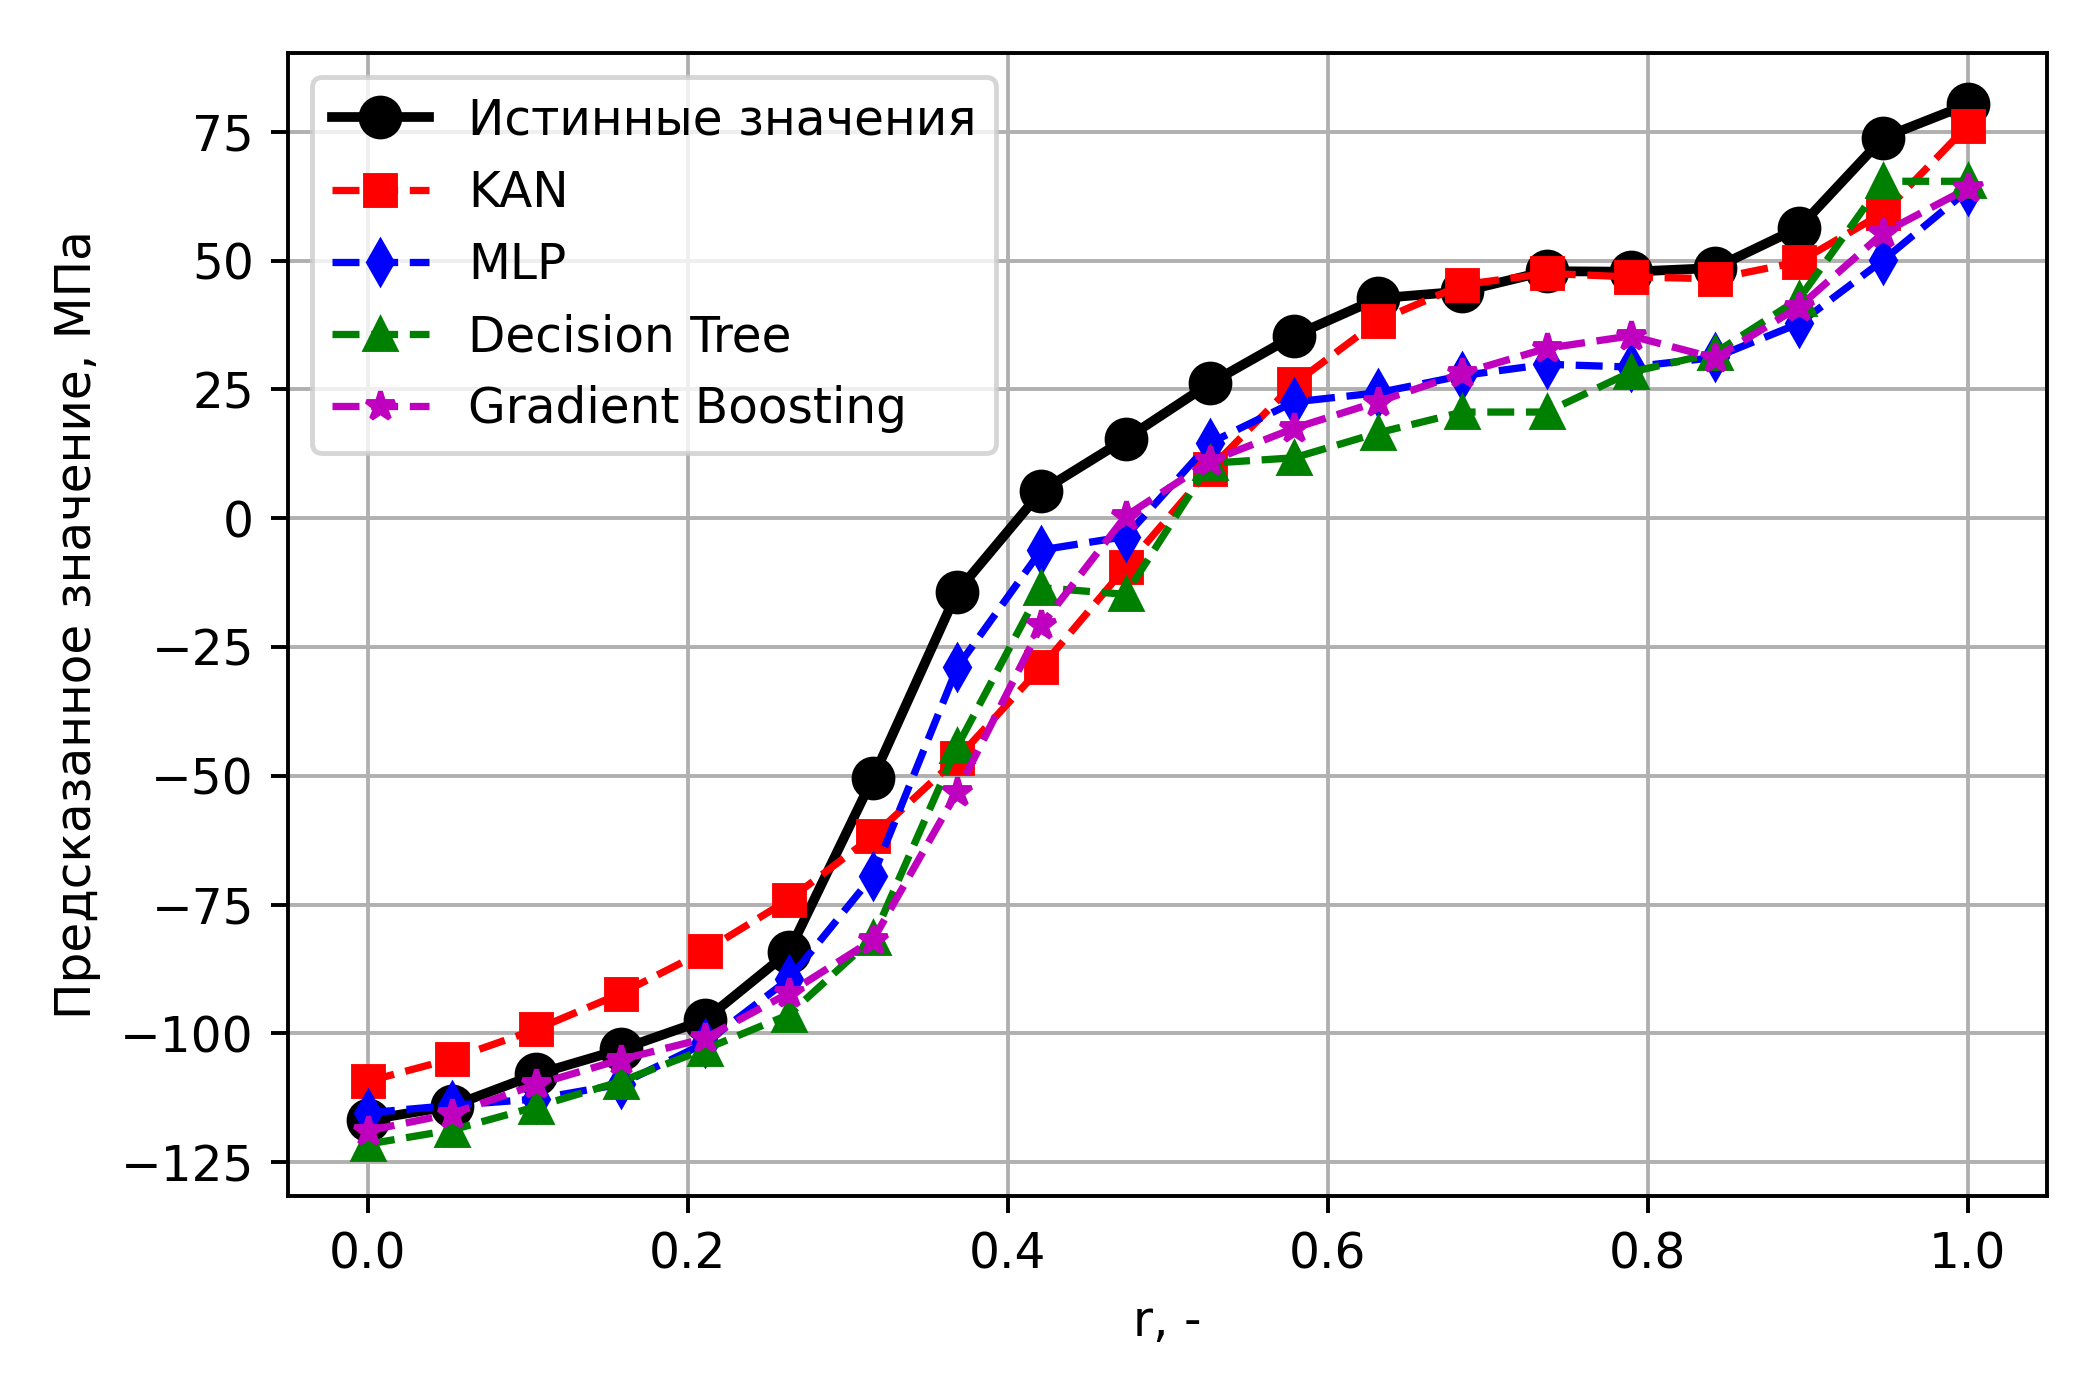 Истинные значения
KAN
MLP
Decision Tree
Gradient Boosting
Предсказанное значение, МПа
75
50
25
0
−25
−50
−75
−100
−125
0.0 0.2 0.4 0.6 0.8 1.0
r, -